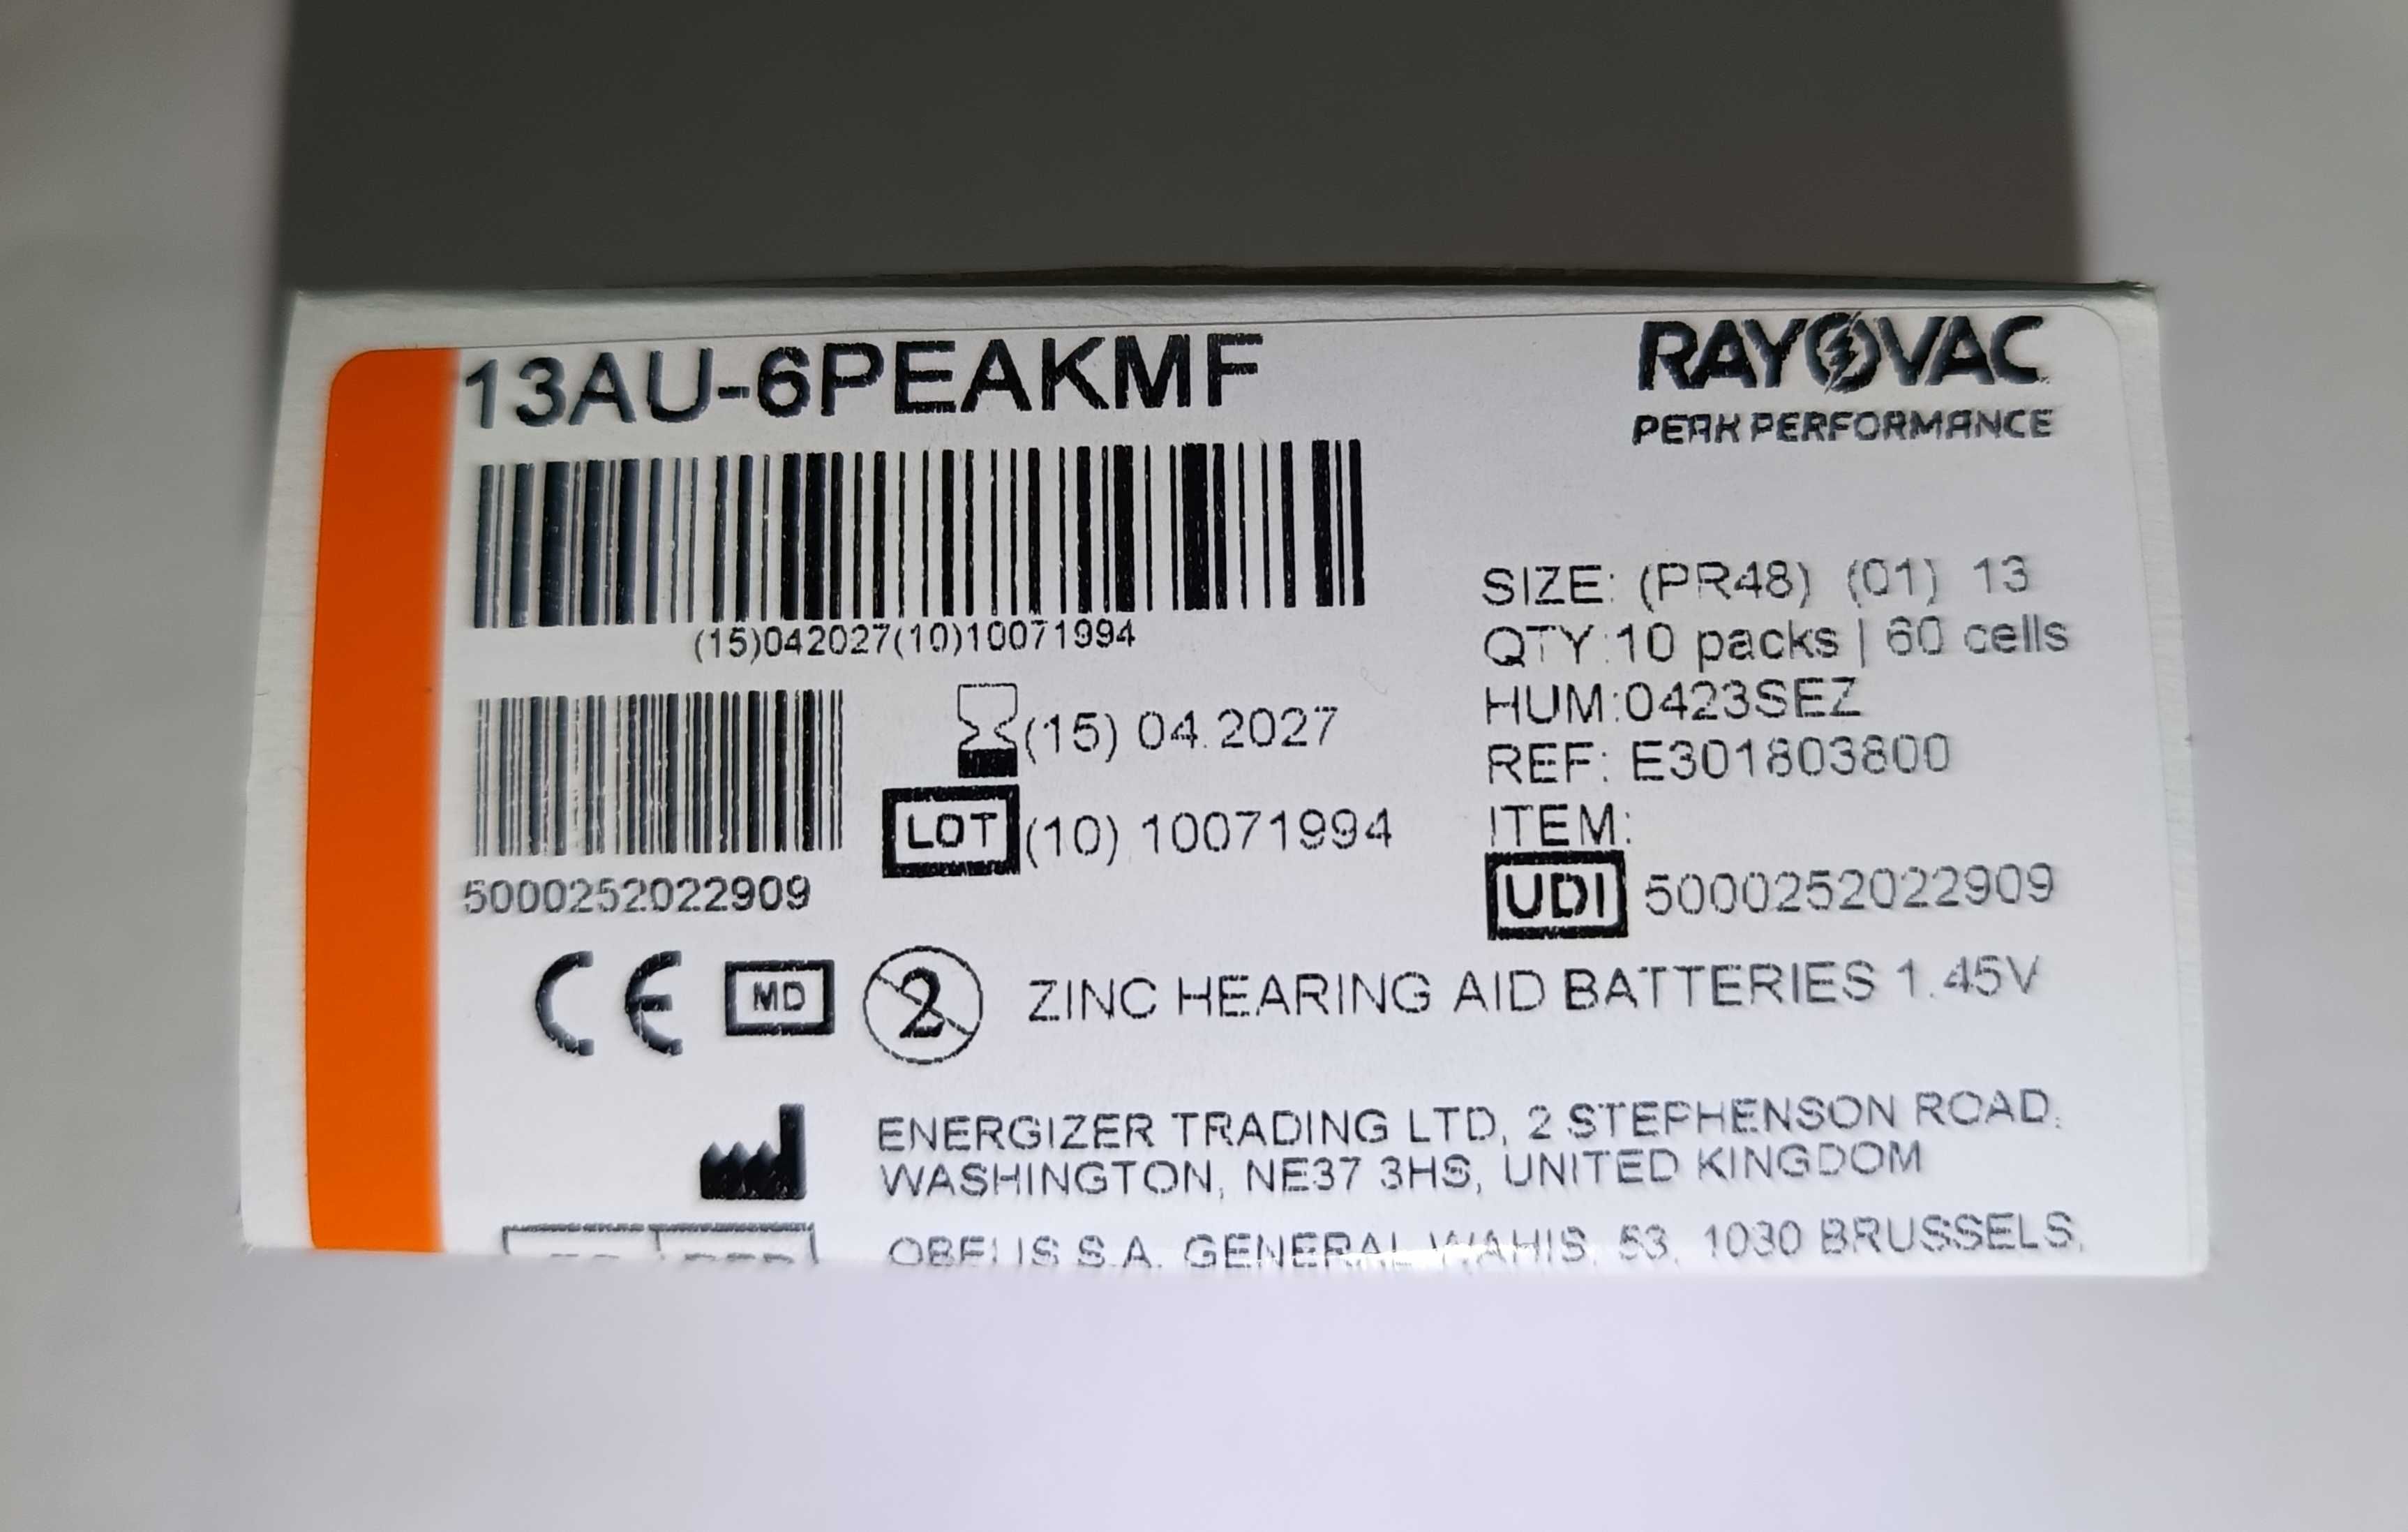 13AU-6PEAKMF
RAYOVAC
PEAK PERFORMANCE
(15)042027(10)10071994
SIZE: (PR48) (01) 13
QTY:10 packs | 60 cells
HUM:0423SEZ
REF: E301803800
ITEM:
UDI 5000252022909
(15) 04.2027
LOT (10) 10071994
5000252022909
CE MD 2 ZINC HEARING AID BATTERIES 1.45V
ENERGIZER TRADING LTD, 2 STEPHENSON ROAD,
WASHINGTON, NE37 3HS, UNITED KINGDOM
OBELIS S.A. GENERAL WAHIS, 53, 1030 BRUSSELS,